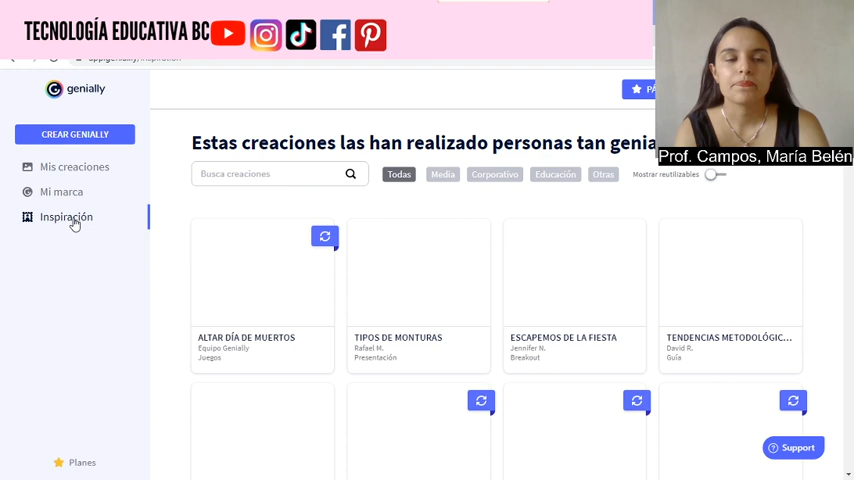 TECNOLOGÍA EDUCATIVA BC
genially
CREAR GENIALLY
Mis creaciones
Mi marca
Inspiración
Planes
Prof. Campos, María Belén
Estas creaciones las han realizado personas tan genia
Busca creaciones
Todas
Media
Corporativo
Educación
Otras
Mostrar reutilizables
ALTAR DÍA DE MUERTOS
Equipo Genially
Juegos
TIPOS DE MONTURAS
Rafael M.
Presentación
ESCAPEMOS DE LA FIESTA
Jennifer N.
Breakout
TENDENCIAS METODOLÓGIC...
David R.
Guía
Support